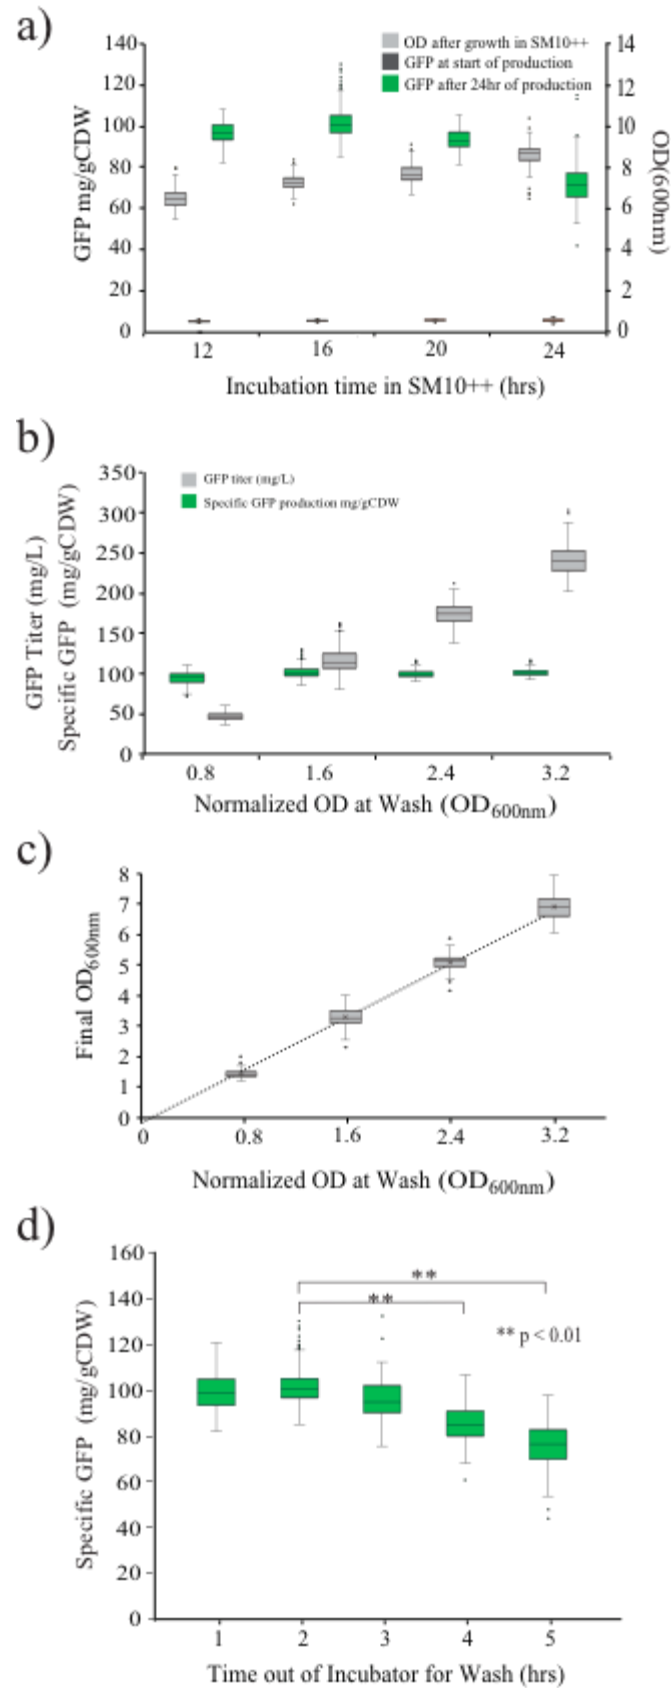 a)
OD after growth in SM10++
GFP at start of production
GFP after 24hr of production
GFP mg/gCDW
140
120
100
80
60
40
20
0
14
12
10
8
6
4
2
0
OD(600nm)
12 16 20 24
Incubation time in SM10++ (hrs)
b)
GFP titer (mg/L)
Specific GFP production mg/gCDW
GFP Titer (mg/L)
Specific GFP (mg/gCDW)
350
300
250
200
150
100
50
0
0.8 1.6 2.4 3.2
Normalized OD at Wash (OD600nm)
c)
Final OD600nm
8
7
6
5
4
3
2
1
0
0 0.8 1.6 2.4 3.2
Normalized OD at Wash (OD600nm)
d)
Specific GFP (mg/gCDW)
160
140
120
100
80
60
40
20
0
**
**
** p < 0.01
1 2 3 4 5
Time out of Incubator for Wash (hrs)